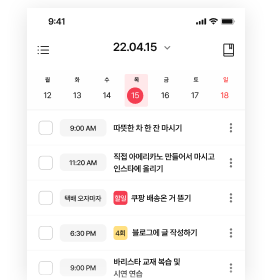 9:41
22.04.15
월 화 수 목 금 토 일
12 13 14 15 16 17 18
9:00 AM 따뜻한 차 한 잔 마시기
11:20 AM 직접 아메리카노 만들어서 마시고
인스타에 올리기
택배 오자마자 할일 쿠팡 배송온 거 뜯기
6:30 PM 4회 블로그에 글 작성하기
9:00 PM 바리스타 교재 복습 및
시연 연습